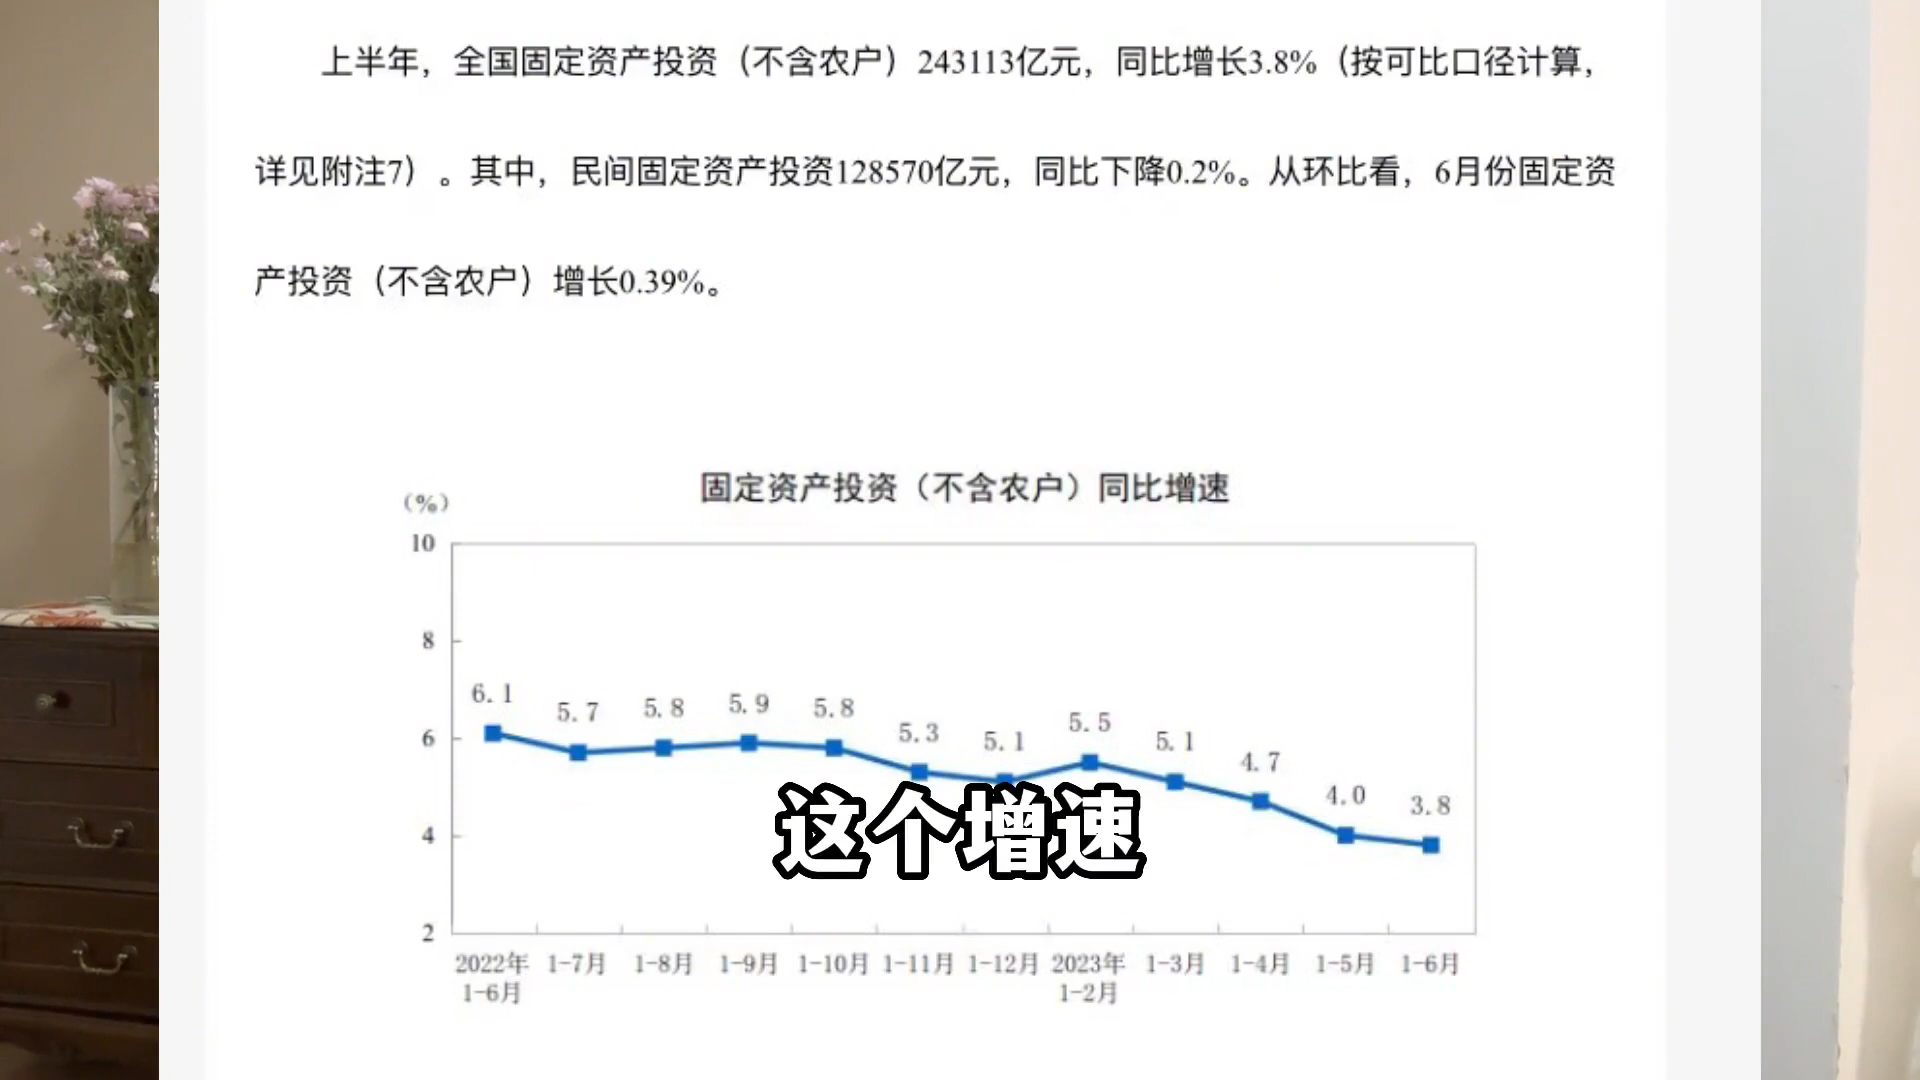 上半年，全国固定资产投资（不含农户）243113亿元，同比增长3.8%（按可比口径计算，
详见附注7）。其中，民间固定资产投资128570亿元，同比下降0.2%。从环比看，6月份固定资
产投资（不含农户）增长0.39%。
固定资产投资（不含农户）同比增速
（%）
10
8
6
4
2
6.1 5.7 5.8 5.9 5.8 5.3 5.1 5.5 5.1 4.7 4.0 3.8
这个增速
2022年 1-7月 1-8月 1-9月 1-10月 1-11月 1-12月 2023年 1-3月 1-4月 1-5月 1-6月
1-6月 1-2月